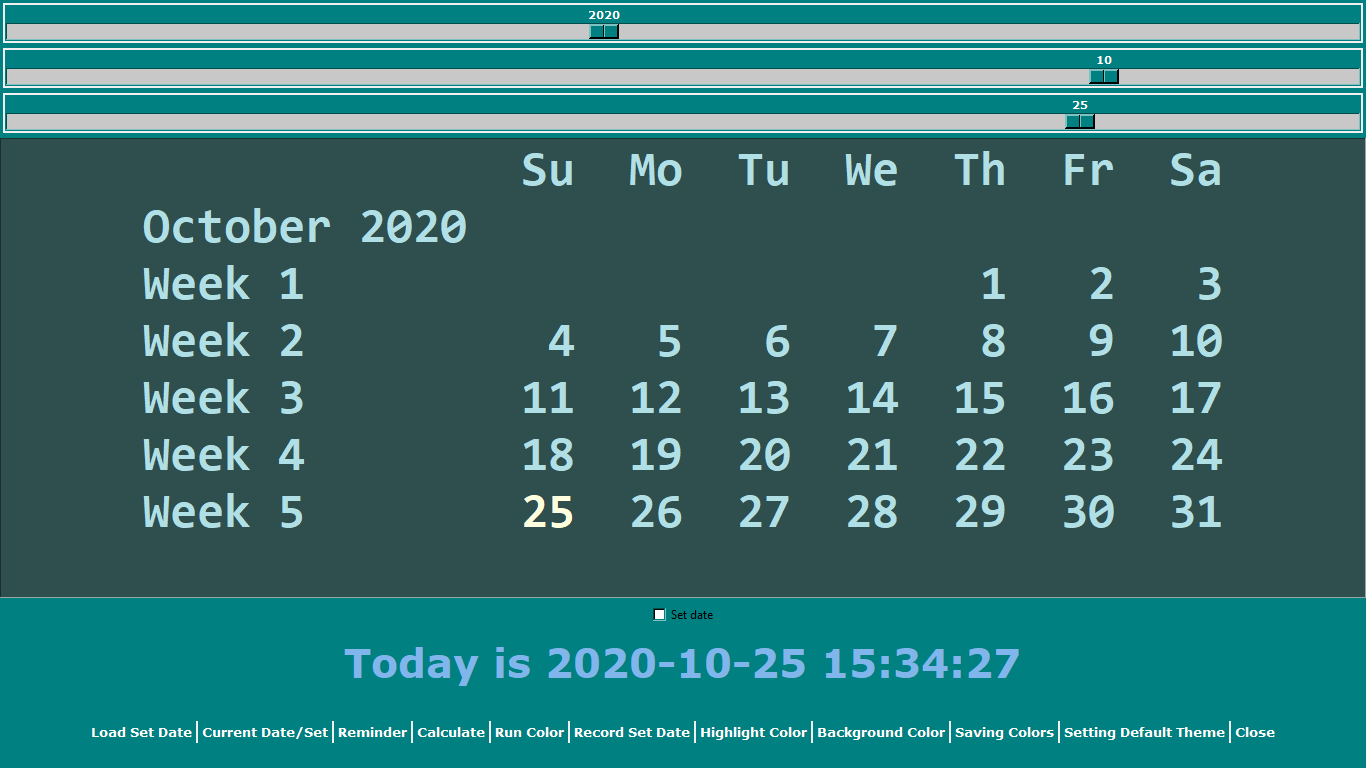 2020
10
25
Su Mo Tu We Th Fr Sa
October 2020
Week 1 1 2 3
Week 2 4 5 6 7 8 9 10
Week 3 11 12 13 14 15 16 17
Week 4 18 19 20 21 22 23 24
Week 5 25 26 27 28 29 30 31
Set date
Today is 2020-10-25 15:34:27
Load Set Date Current Date/Set Reminder Calculate Run Color Record Set Date Highlight Color Background Color Saving Colors Setting Default Theme Close